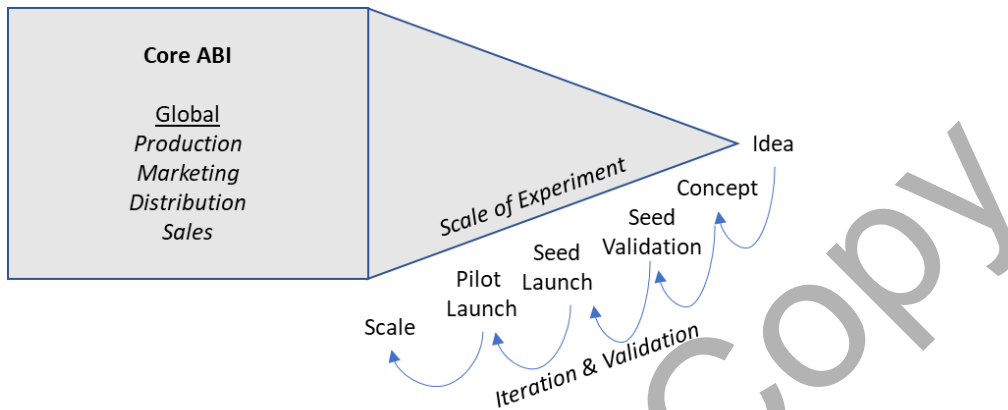 Core ABI
Global
Production
Marketing
Distribution
Sales
Scale of Experiment
Idea
Concept
Seed
Validation
Seed
Launch
Pilot
Launch
Scale
Iteration & Validation
Copy